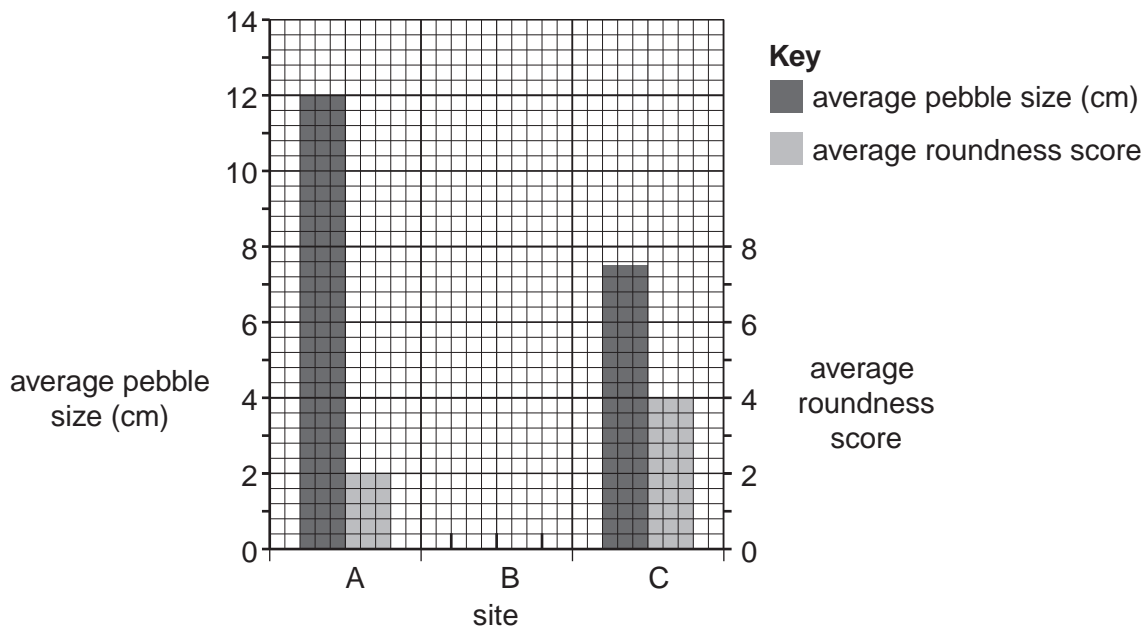 14
12
10
8
6
4
2
0
average pebble
size (cm)
A
B
C
site
8
6
4
2
0
average
roundness
score
Key
average pebble size (cm)
average roundness score